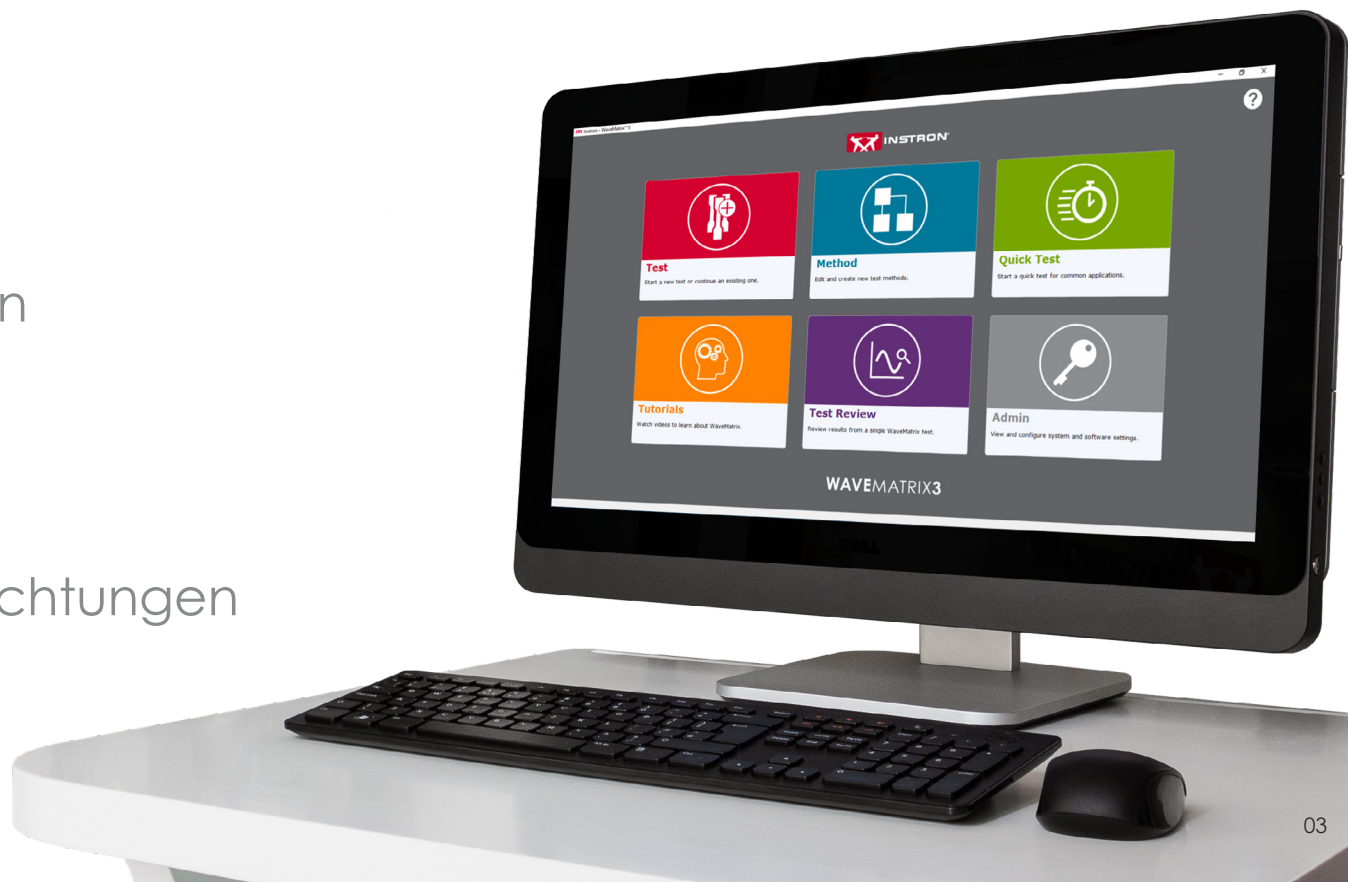 n
chtungen
INSTRON
Test
Start a new test or continue an existing one.
Method
Edit and create new test methods.
Quick Test
Start a quick test for common applications.
Tutorials
Watch videos to learn about WaveMatrix.
Test Review
Review results from a single WaveMatrix test.
Admin
View and configure system and software settings.
WAVEMATRIX3
DELL
03